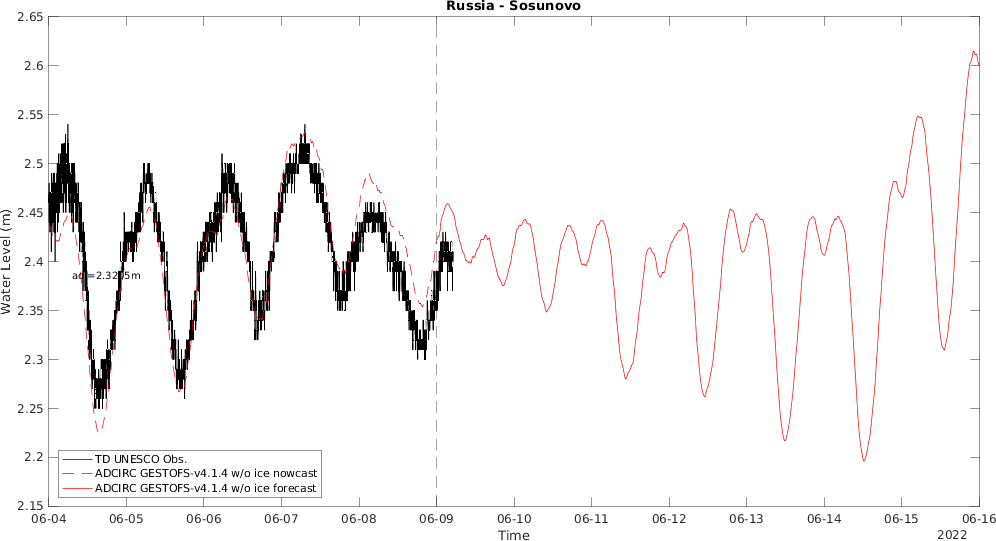 Russia - Sosunovo
2.65
2.6
2.55
2.5
2.45
2.4
2.35
2.3
2.25
2.2
2.15
Water Level (m)
=2.3205m
TD UNESCO Obs.
ADCIRC GESTOFS-v4.1.4 w/o ice nowcast
ADCIRC GESTOFS-v4.1.4 w/o ice forecast
06-04 06-05 06-06 06-07 06-08 06-09 06-10 06-11 06-12 06-13 06-14 06-15 06-16
Time
2022